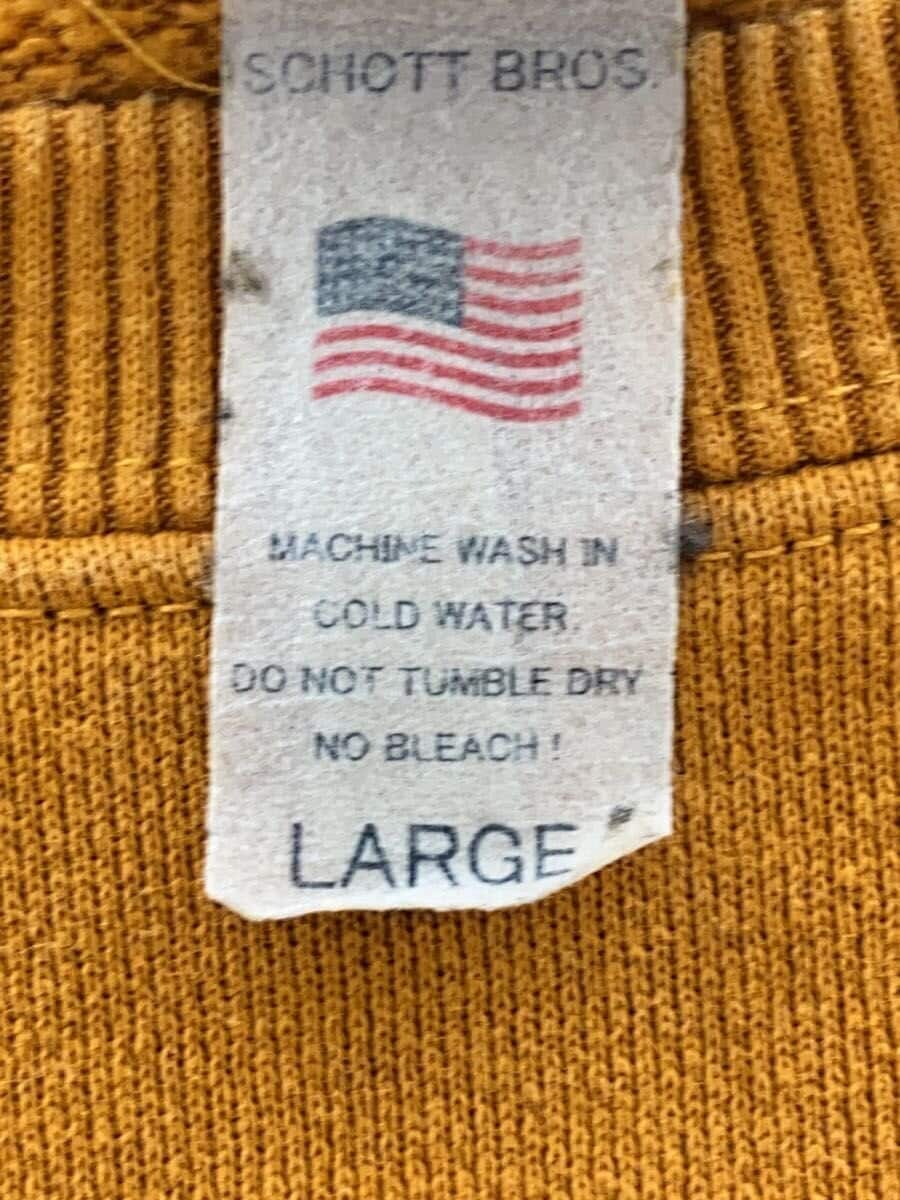 SCHOTT BROS.
MACHINE WASH IN
COLD WATER.
DO NOT TUMBLE DRY
NO BLEACH !
LARGE